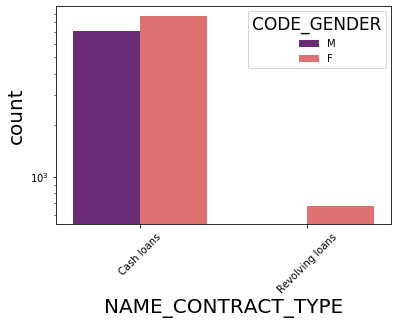 CODE_GENDER
M
F
count
10³
Cash loans
Revolving loans
NAME_CONTRACT_TYPE